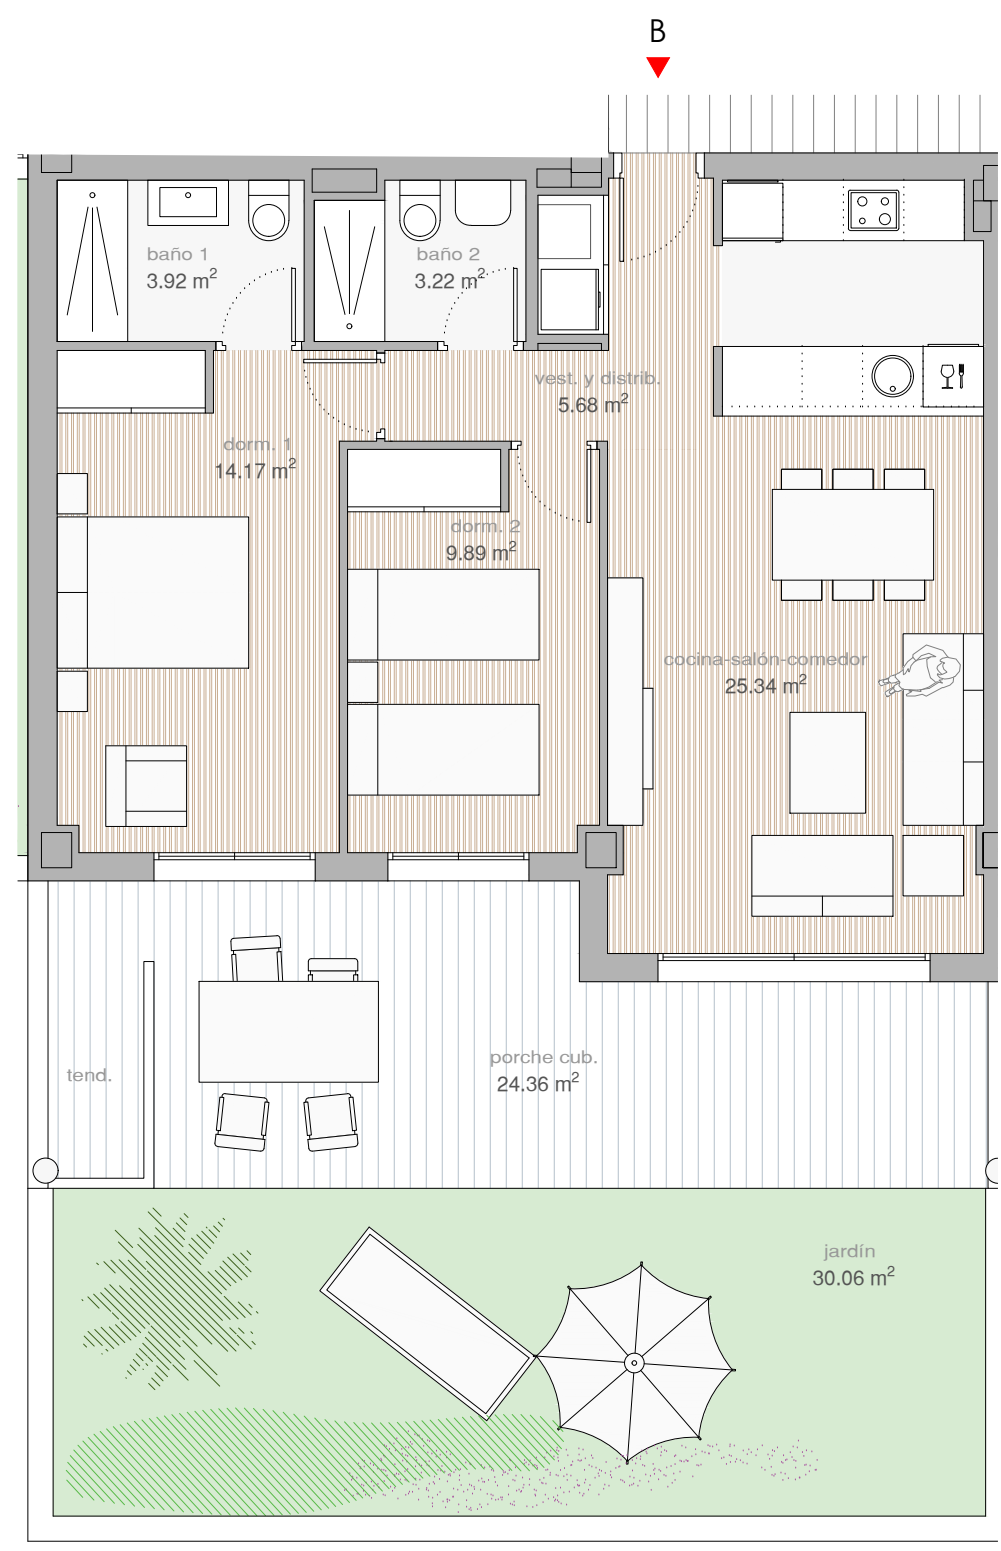 B
baño 1
3.92 m²
baño 2
3.22 m²
vest. y distrib.
5.68 m²
dorm. 1
14.17 m²
dorm. 2
9.89 m²
cocina-salón-comedor
25.34 m²
tend.
porche cub.
24.36 m²
jardín
30.06 m²